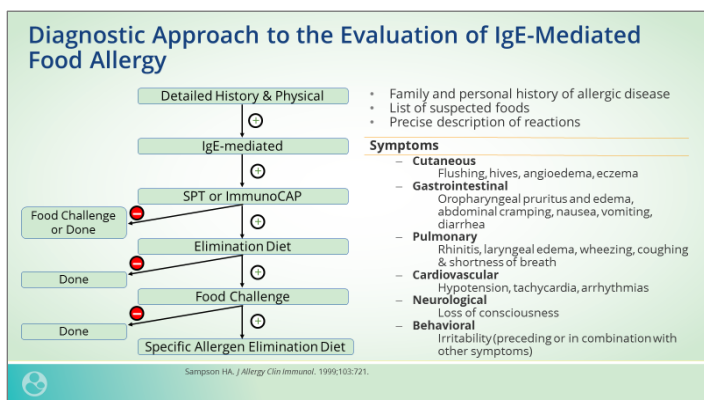 Diagnostic Approach to the Evaluation of IgE-Mediated
Food Allergy
Detailed History & Physical
+
IgE-mediated
+
SPT or ImmunoCAP
Food Challenge
or Done
+
Elimination Diet
Done
+
Food Challenge
Done
+
Specific Allergen Elimination Diet
• Family and personal history of allergic disease
• List of suspected foods
• Precise description of reactions
Symptoms
– Cutaneous
Flushing, hives, angioedema, eczema
– Gastrointestinal
Oropharyngeal pruritus and edema,
abdominal cramping, nausea, vomiting,
diarrhea
– Pulmonary
Rhinitis, laryngeal edema, wheezing, coughing
& shortness of breath
– Cardiovascular
Hypotension, tachycardia, arrhythmias
– Neurological
Loss of consciousness
– Behavioral
Irritability(preceding or in combination with
other symptoms)
Sampson HA. J Allergy Clin Immunol. 1999;103:721.